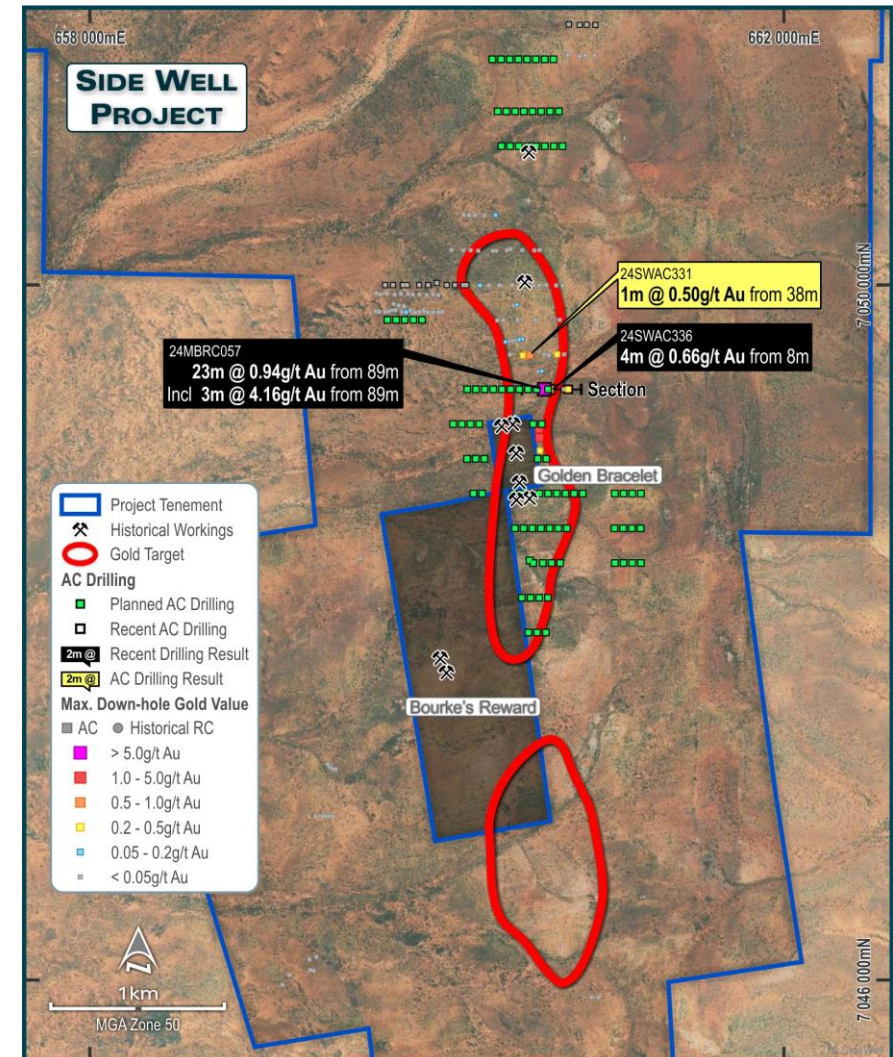 658 000mE
662 000mE
SIDE WELL
PROJECT
7 050 000mN
24SWAC331
1m @ 0.50g/t Au from 38m
24SWAC336
4m @ 0.66g/t Au from 8m
24MBRC057
23m @ 0.94g/t Au from 89m
Incl 3m @ 4.16g/t Au from 89m
Section
Golden Bracelet
Bourke's Reward
Project Tenement
Historical Workings
Gold Target
AC Drilling
Planned AC Drilling
Recent AC Drilling
2m @ Recent Drilling Result
2m @ AC Drilling Result
Max. Down-hole Gold Value
AC Historical RC
> 5.0g/t Au
1.0 - 5.0g/t Au
0.5 - 1.0g/t Au
0.2 - 0.5g/t Au
0.05 - 0.2g/t Au
< 0.05g/t Au
N
1km
MGA Zone 50
7 046 000mN